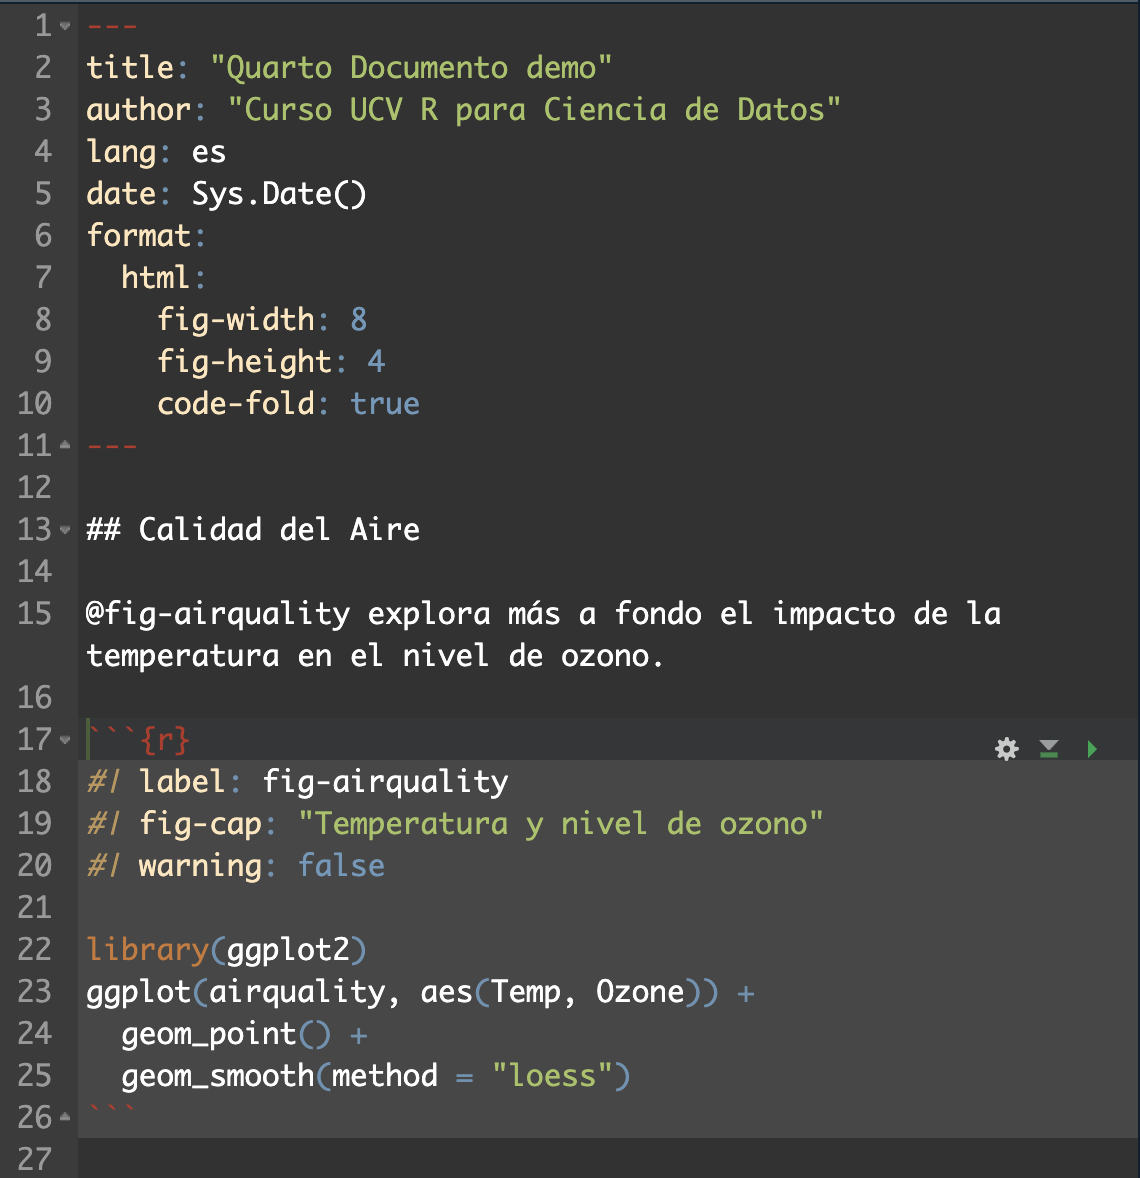 1 ---
2 title: "Quarto Documento demo"
3 author: "Curso UCV R para Ciencia de Datos"
4 lang: es
5 date: Sys.Date()
6 format:
7   html:
8     fig-width: 8
9     fig-height: 4
10     code-fold: true
11 ---
12
13 ## Calidad del Aire
14
15 @fig-airquality explora más a fondo el impacto de la
temperatura en el nivel de ozono.
16
17 ```{r}
18 #| label: fig-airquality
19 #| fig-cap: "Temperatura y nivel de ozono"
20 #| warning: false
21
22 library(ggplot2)
23 ggplot(airquality, aes(Temp, Ozone)) +
24   geom_point() +
25   geom_smooth(method = "loess")
26 ```
27